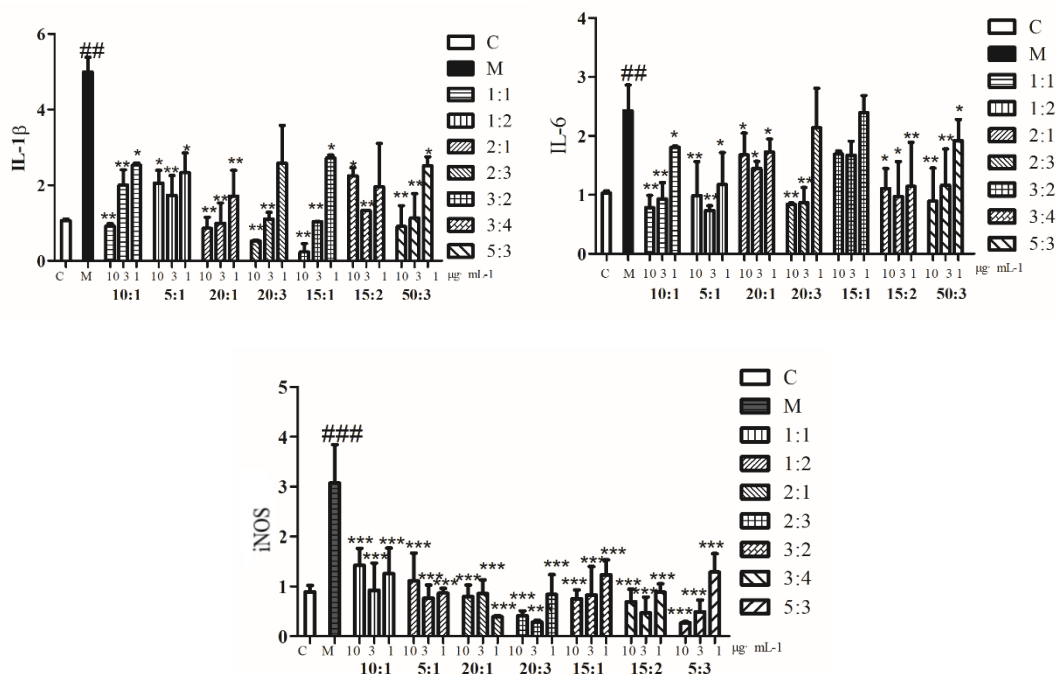 IL-1β
6
4
2
0
##
** ** * * ** * ** ** ** ** ** ** ** * * ** ** ** *
C M 10 3 1 10 3 1 10 3 1 10 3 1 10 3 1 10 3 1 10 3 1 μg· mL-1
10:1 5:1 20:1 20:3 15:1 15:2 50:3
C
M
1:1
1:2
2:1
2:3
3:2
3:4
5:3
IL-6
6
4
2
0
##
** ** * ** ** * * * * ** ** * * ** ** ** *
C M 10 3 1 10 3 1 10 3 1 10 3 1 10 3 1 10 3 1 10 3 1 μg· mL-1
10:1 5:1 20:1 20:3 15:1 15:2 50:3
C
M
1:1
1:2
2:1
2:3
3:2
3:4
5:3
iNOS
5
4
3
2
1
0
###
*** *** *** *** *** *** *** *** *** *** ** *** *** *** *** *** *** *** *** *** ***
C M 10 3 1 10 3 1 10 3 1 10 3 1 10 3 1 10 3 1 10 3 1 μg· mL-1
10:1 5:1 20:1 20:3 15:1 15:2 5:3
C
M
1:1
1:2
2:1
2:3
3:2
3:4
5:3